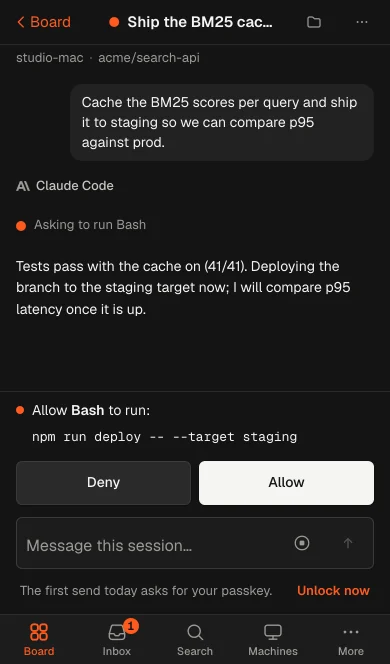 Board
Ship the BM25 cac...
studio-mac · acme/search-api
Cache the BM25 scores per query and ship
it to staging so we can compare p95
against prod.
Claude Code
Asking to run Bash
Tests pass with the cache on (41/41). Deploying the
branch to the staging target now; I will compare p95
latency once it is up.
Allow Bash to run:
npm run deploy -- --target staging
Deny
Allow
Message this session...
The first send today asks for your passkey.
Unlock now
1
Board
Inbox
Search
Machines
More